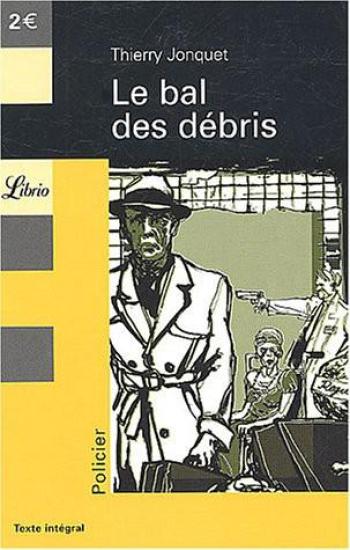 2€
Thierry Jonquet
Le bal
des débris
Librio
Policier
Texte intégral